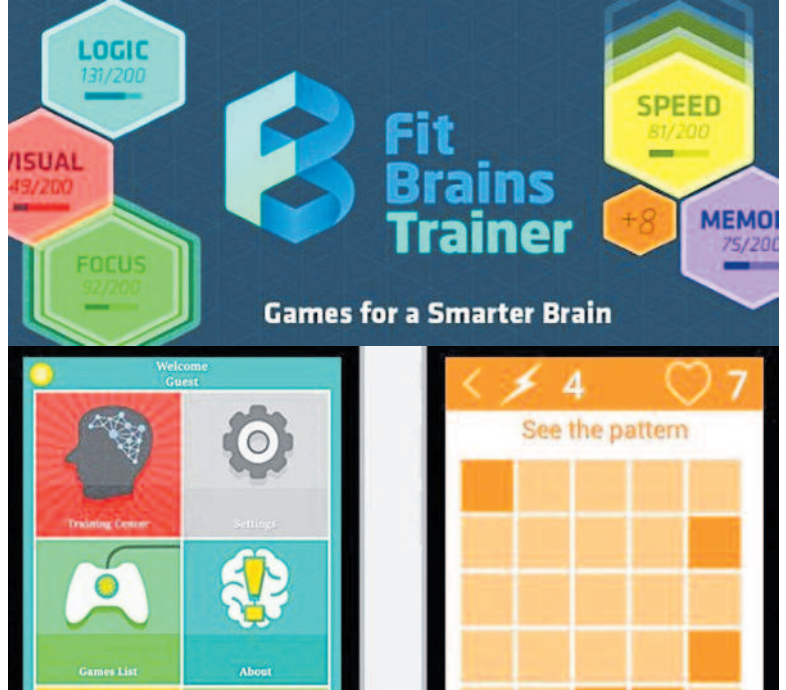 LOGIC
131/200
VISUAL
49/200
FOCUS
92/200
Fit
Brains
Trainer
SPEED
81/200
+8
MEMO
75/200
Games for a Smarter Brain
Welcome
Guest
Training Center
Settings
Games List
About
4
7
See the pattern